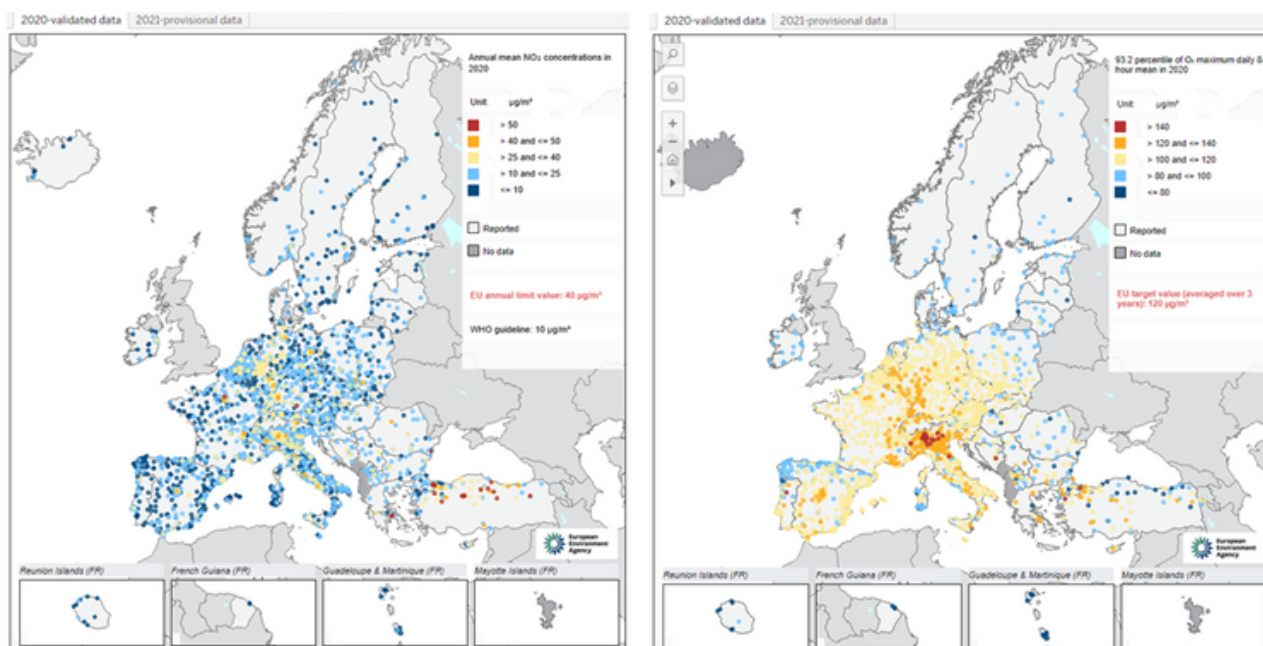 2020-validated data 2021-provisional data
Annual mean NO₂ concentrations in
2020
Unit µg/m³
> 50
> 40 and <= 50
> 25 and <= 40
> 10 and <= 25
<= 10
Reported
No data
EU annual limit value: 40 µg/m³
WHO guideline: 10 µg/m³
European
Environment
Agency
Reunion Islands (FR) French Guiana (FR) Guadeloupe & Martinique (FR) Mayotte Islands (FR)
2020-validated data 2021-provisional data
93.2 percentile of O₃ maximum daily 8-
hour mean in 2020
Unit µg/m³
> 140
> 120 and <= 140
> 100 and <= 120
> 80 and <= 100
<= 80
Reported
No data
EU target value (averaged over 3
years): 120 µg/m³
European
Environment
Agency
Reunion Islands (FR) French Guiana (FR) Guadeloupe & Martinique (FR) Mayotte Islands (FR)